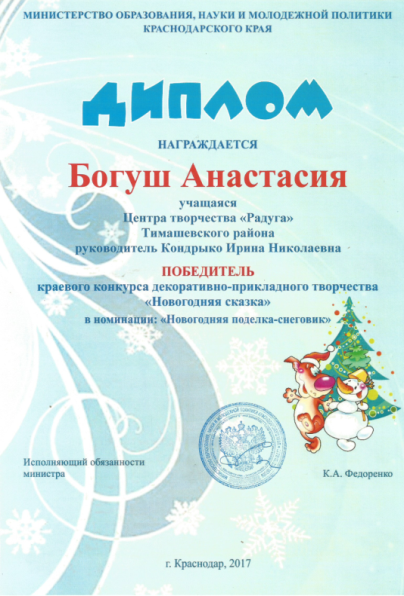 МИНИСТЕРСТВО ОБРАЗОВАНИЯ, НАУКИ И МОЛОДЕЖНОЙ ПОЛИТИКИ
КРАСНОДАРСКОГО КРАЯ
ДИПЛОМ
НАГРАЖДАЕТСЯ
Богуш Анастасия
учащаяся
Центра творчества «Радуга»
Тимашевского района
руководитель Кондрыко Ирина Николаевна
ПОБЕДИТЕЛЬ
краевого конкурса декоративно-прикладного творчества
«Новогодняя сказка»
в номинации: «Новогодняя поделка-снеговик»
Исполняющий обязанности
министра
К.А. Федоренко
г. Краснодар, 2017